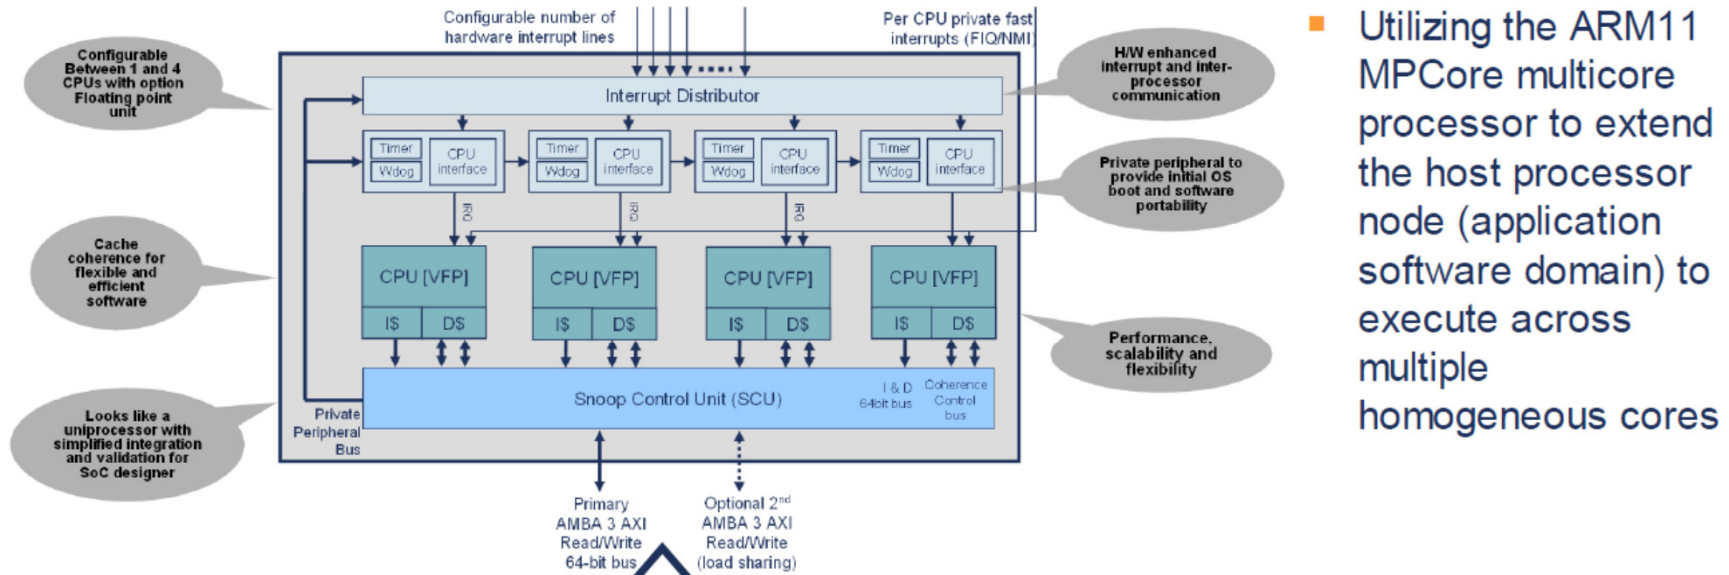 Configurable number of
hardware interrupt lines
Per CPU private fast
interrupts (FIQ/NMI)
Configurable
Between 1 and 4
CPUs with option
Floating point
unit
H/W enhanced
interrupt and inter-
processor
communication
Interrupt Distributor
Timer
Wdog
CPU
interface
Timer
Wdog
CPU
interface
Timer
Wdog
CPU
interface
Timer
Wdog
CPU
interface
Private peripheral to
provide initial OS
boot and software
portability
IRQ
IRQ
IRQ
Cache
coherence for
flexible and
efficient
software
CPU [VFP]
I$
D$
CPU [VFP]
I$
D$
CPU [VFP]
I$
D$
CPU [VFP]
I$
D$
Performance,
scalability and
flexibility
Snoop Control Unit (SCU)
I & D
64bit bus
Coherence
Control
bus
Looks like a
uniprocessor with
simplified integration
and validation for
SoC designer
Private
Peripheral
Bus
Primary
AMBA 3 AXI
Read/Write
64-bit bus
Optional 2nd
AMBA 3 AXI
Read/Write
(load sharing)
Utilizing the ARM11
MPCore multicore
processor to extend
the host processor
node (application
software domain) to
execute across
multiple
homogeneous cores